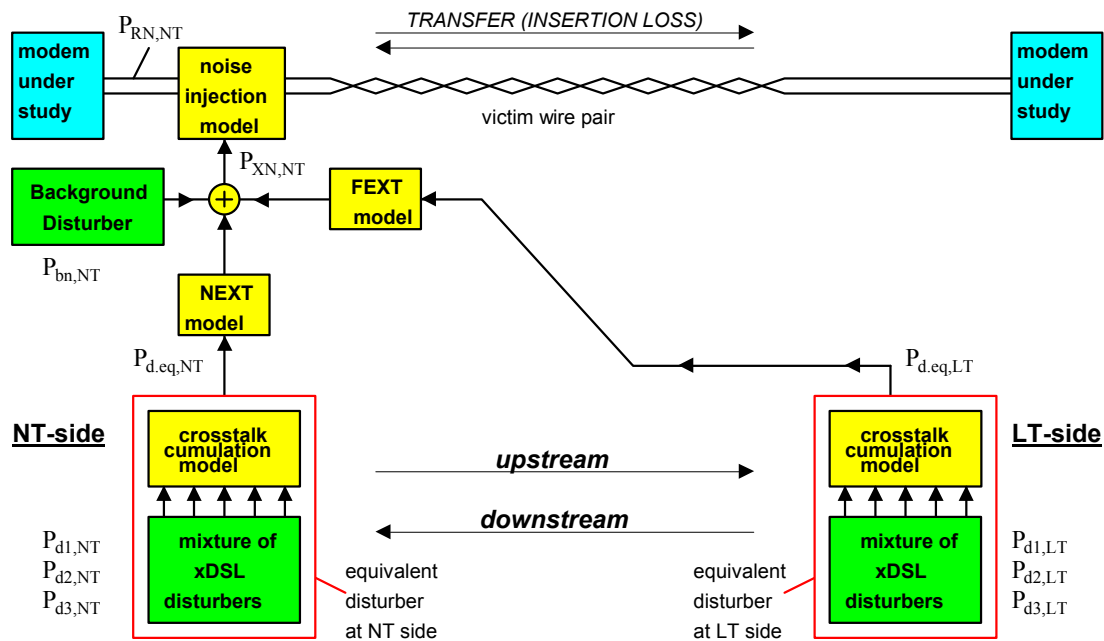 TRANSFER (INSERTION LOSS)
P_RN,NT
modem
under
study
noise
injection
model
victim wire pair
modem
under
study
P_XN,NT
Background
Disturber
+
FEXT
model
P_bn,NT
NEXT
model
P_d.eq,NT
P_d.eq,LT
NT-side
crosstalk
cumulation
model
upstream
crosstalk
cumulation
model
LT-side
downstream
P_d1,NT
P_d2,NT
P_d3,NT
mixture of
xDSL
disturbers
equivalent
disturber
at NT side
equivalent
disturber
at LT side
mixture of
xDSL
disturbers
P_d1,LT
P_d2,LT
P_d3,LT